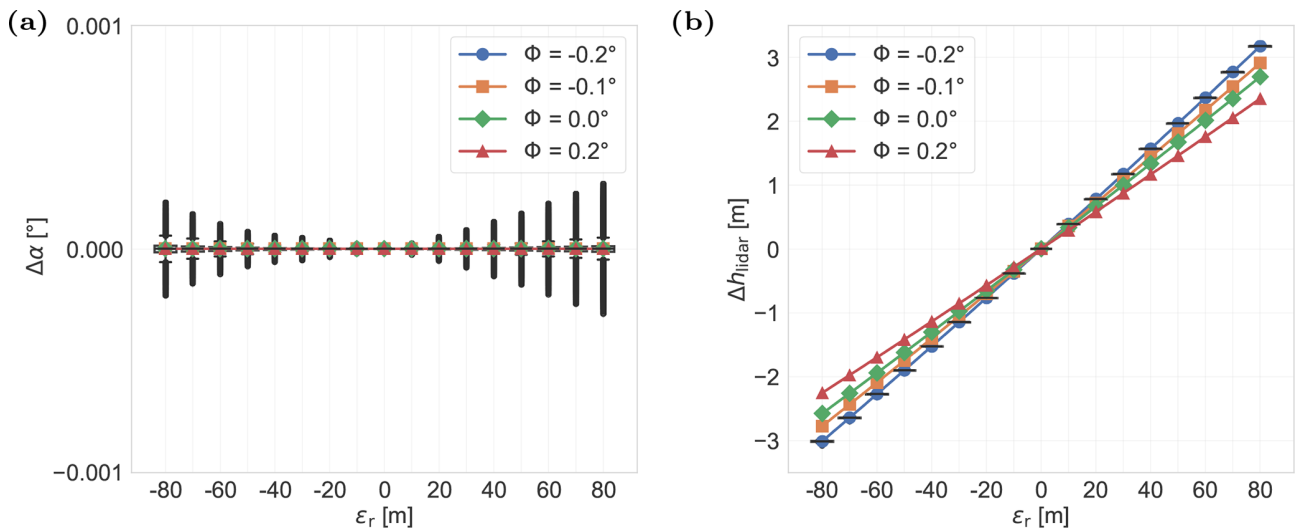 (a)
0.001
0.000
−0.001
Δα [°]
Φ = -0.2°
Φ = -0.1°
Φ = 0.0°
Φ = 0.2°
-80 -60 -40 -20 0 20 40 60 80
εr [m]
(b)
3
2
1
0
−1
−2
−3
Δhlidar [m]
Φ = -0.2°
Φ = -0.1°
Φ = 0.0°
Φ = 0.2°
-80 -60 -40 -20 0 20 40 60 80
εr [m]